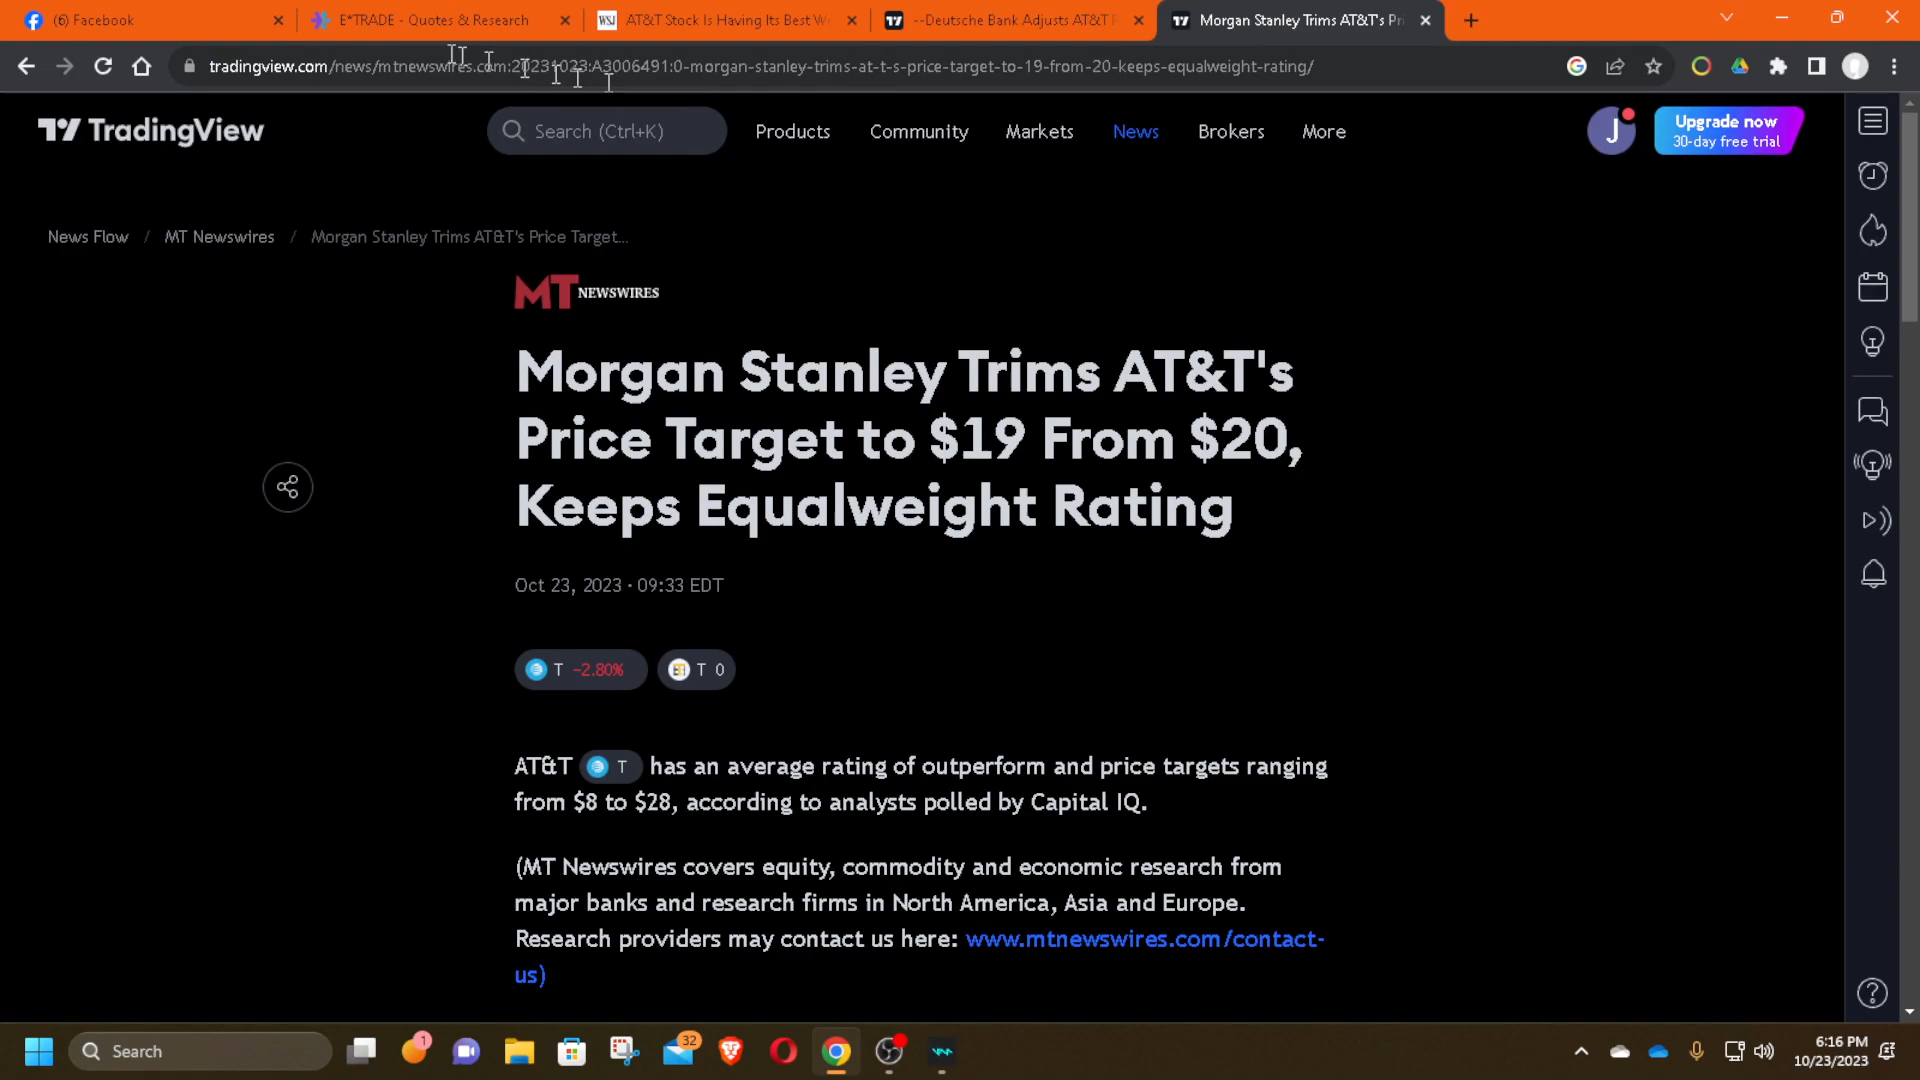 (6) Facebook
E*TRADE - Quotes & Research
WSJ
AT&T Stock Is Having Its Best W
--Deutsche Bank Adjusts AT&T P
Morgan Stanley Trims AT&T's Pri
tradingview.com/news/mtnewswires.com:20231023:A3006491:0-morgan-stanley-trims-at-t-s-price-target-to-19-from-20-keeps-equalweight-rating/
TradingView
Search (Ctrl+K)
Products
Community
Markets
News
Brokers
More
J
Upgrade now
30-day free trial
News Flow / MT Newswires / Morgan Stanley Trims AT&T's Price Target...
MT NEWSWIRES
Morgan Stanley Trims AT&T's
Price Target to $19 From $20,
Keeps Equalweight Rating
Oct 23, 2023 · 09:33 EDT
T -2.80%
T 0
AT&T T has an average rating of outperform and price targets ranging
from $8 to $28, according to analysts polled by Capital IQ.
(MT Newswires covers equity, commodity and economic research from
major banks and research firms in North America, Asia and Europe.
Research providers may contact us here: www.mtnewswires.com/contact-
us)
Search
1
32
6:16 PM
10/23/2023